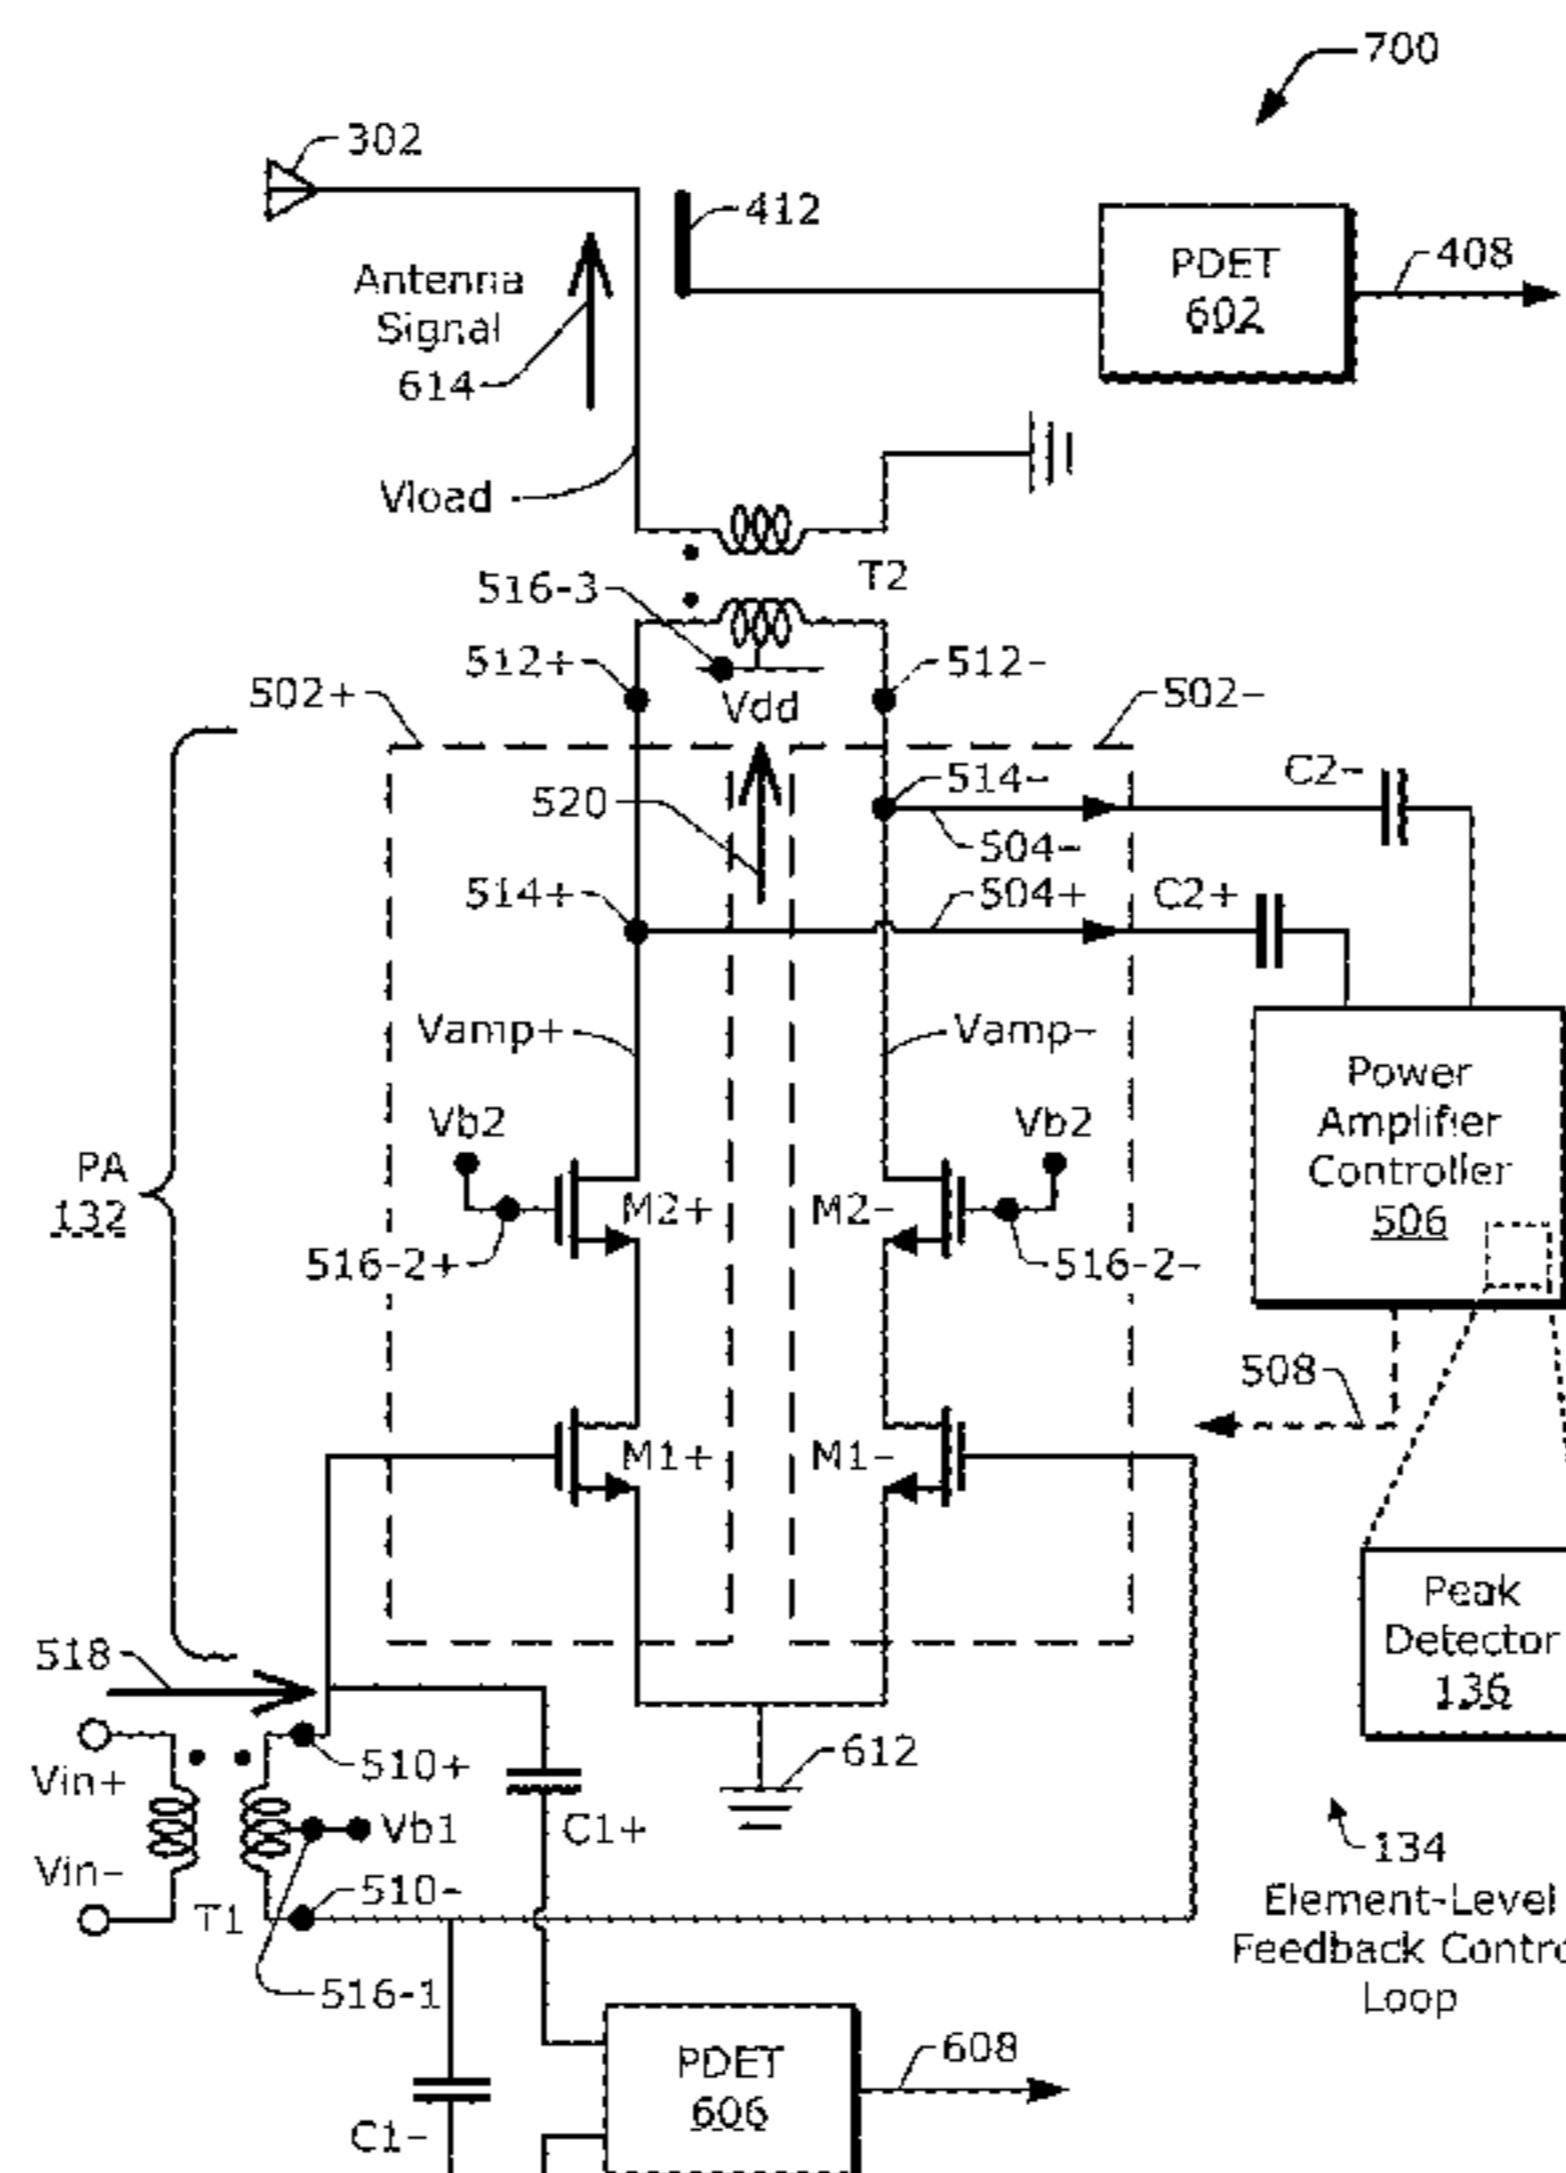 700
302
412
PDET
602
408
Antenna
Signal
614
Vload
T2
516-3
512+
512-
Vdd
502+
502-
514-
C2-
520
504-
514+
504+
C2+
Vamp+
Vamp-
Power
Amplifier
Controller
506
Vb2
Vb2
PA
132
M2+
M2-
516-2+
516-2-
508
M1+
M1-
Peak
Detector
136
518
510+
612
Vin+
Vb1
C1+
134
Vin-
510-
T1
Element-Level
Feedback Contro
Loop
516-1
PDET
606
608
C1-